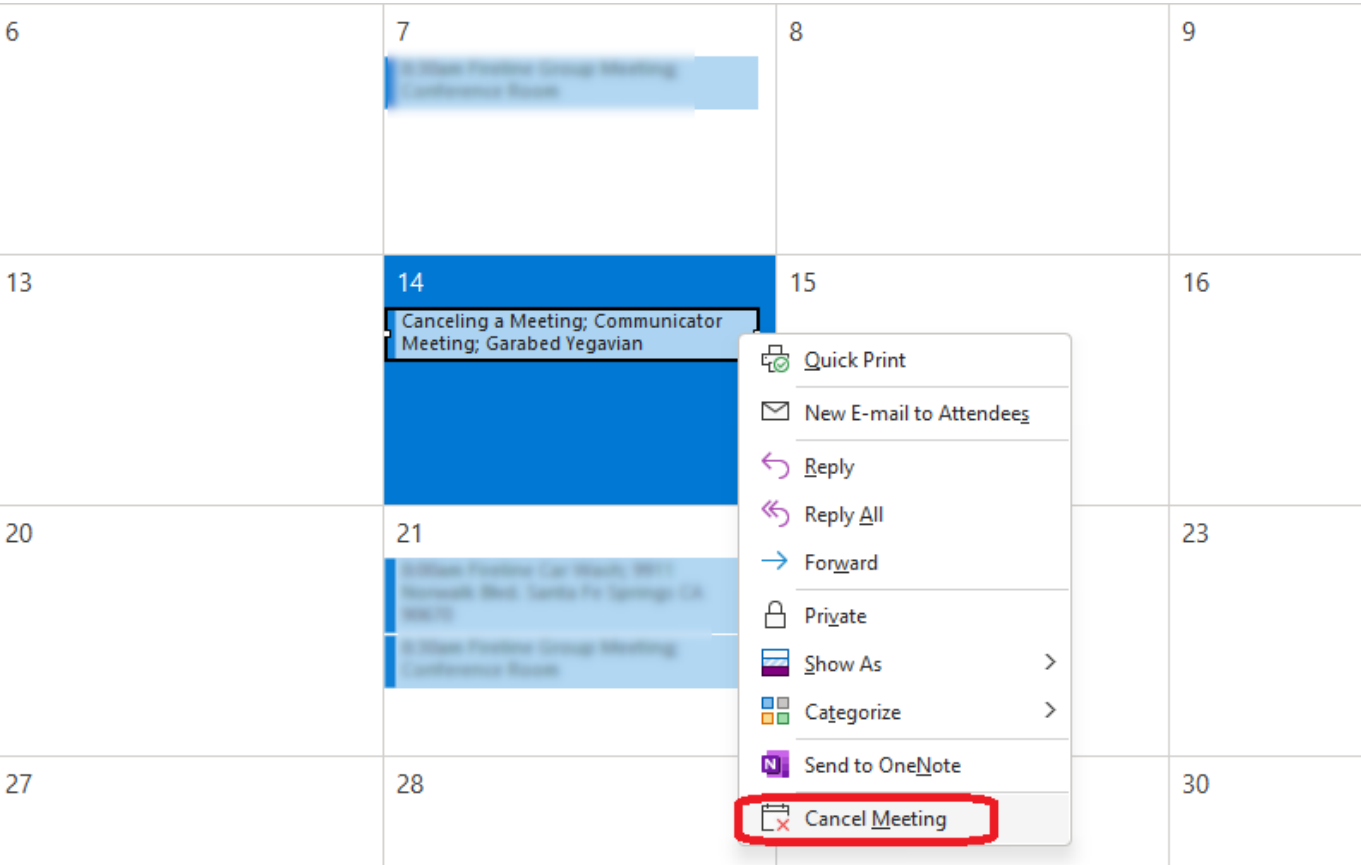 6
7
8
9
13
14
15
16
Canceling a Meeting; Communicator
Meeting; Garabed Yegavian
Quick Print
New E-mail to Attendees
Reply
Reply All
Forward
Private
Show As
Categorize
Send to OneNote
Cancel Meeting
20
21
23
27
28
30